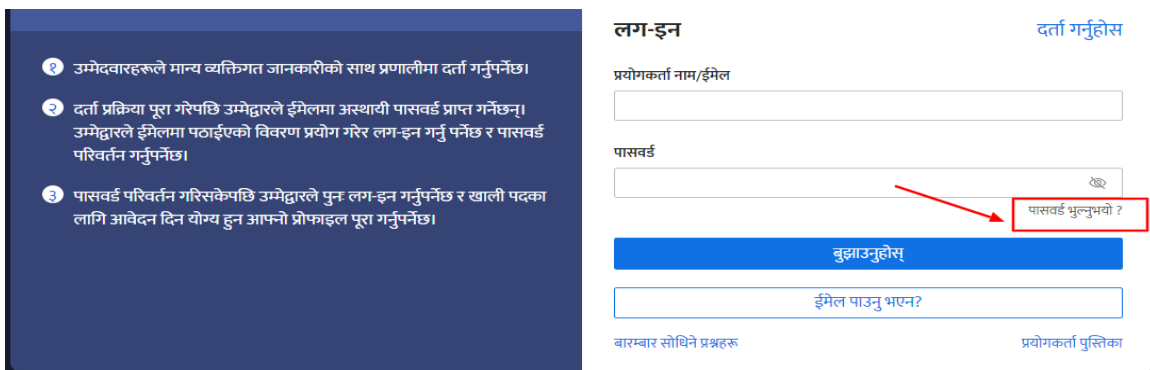 १ उम्मेदवारहरूले मान्य व्यक्तिगत जानकारीको साथ प्रणालीमा दर्ता गर्नुपर्नेछ।
२ दर्ता प्रक्रिया पूरा गरेपछि उम्मेद्वारले ईमेलमा अस्थायी पासवर्ड प्राप्त गर्नेछन्।
उम्मेद्वारले ईमेलमा पठाईएको विवरण प्रयोग गरेर लग-इन गर्नु पर्नेछ र पासवर्ड
परिवर्तन गर्नुपर्नेछ।
३ पासवर्ड परिवर्तन गरिसकेपछि उम्मेद्वारले पुनः लग-इन गर्नुपर्नेछ र खाली पदका
लागि आवेदन दिन योग्य हुन आफ्नो प्रोफाइल पूरा गर्नुपर्नेछ।
लग-इन
दर्ता गर्नुहोस
प्रयोगकर्ता नाम/ईमेल
पासवर्ड
पासवर्ड भुल्नुभयो ?
बुझाउनुहोस्
ईमेल पाउनु भएन?
बारम्बार सोधिने प्रश्नहरू
प्रयोगकर्ता पुस्तिका